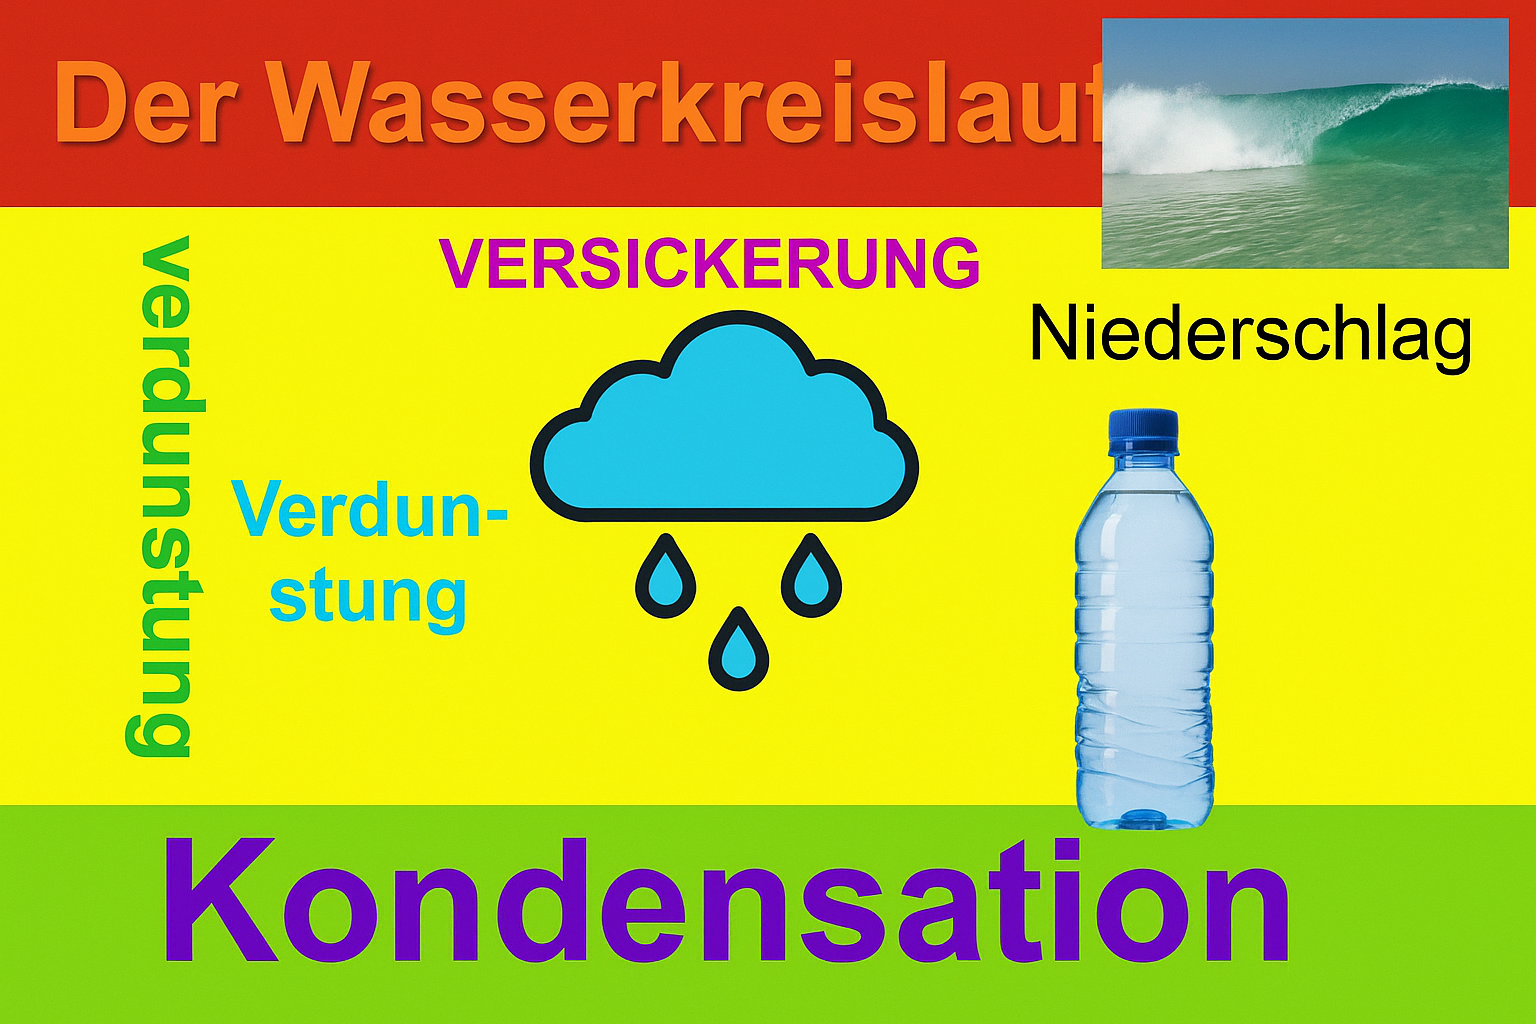 Der Wasserkreislauf
VERSICKERUNG
Niederschlag
verdunstung
Verdun-
stung
Kondensation